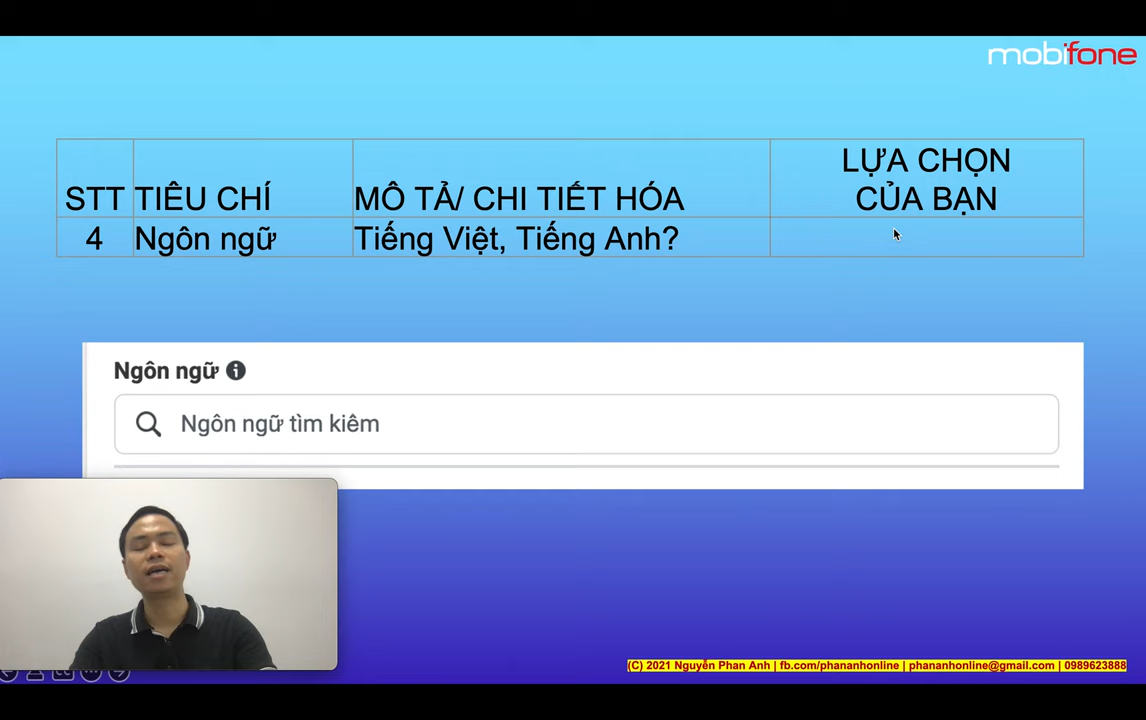 mobifone
LỰA CHỌN
CỦA BẠN
STT TIÊU CHÍ MÔ TẢ/ CHI TIẾT HÓA
4 Ngôn ngữ Tiếng Việt, Tiếng Anh?
Ngôn ngữ
Ngôn ngữ tìm kiếm
(C) 2021 Nguyễn Phan Anh | fb.com/phananhonline | phananhonline@gmail.com | 0989623888